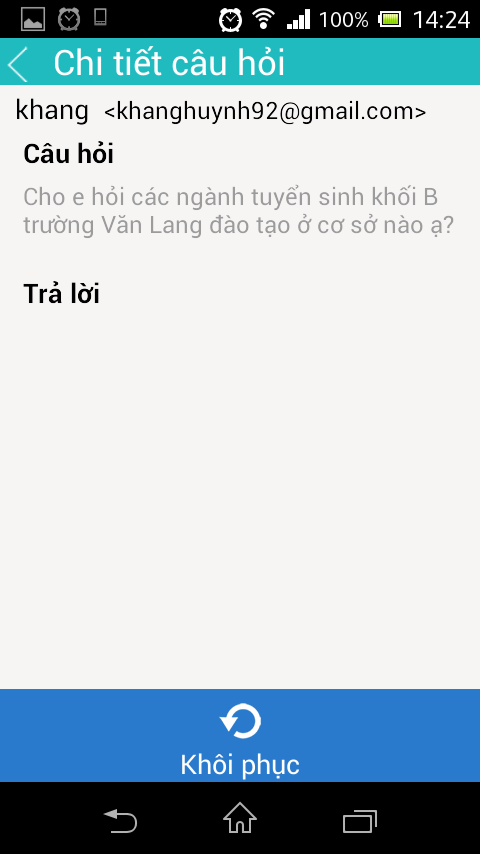 100% 14:24
Chi tiết câu hỏi
khang <khanghuynh92@gmail.com>
Câu hỏi
Cho e hỏi các ngành tuyển sinh khối B
trường Văn Lang đào tạo ở cơ sở nào ạ?
Trả lời
Khôi phục